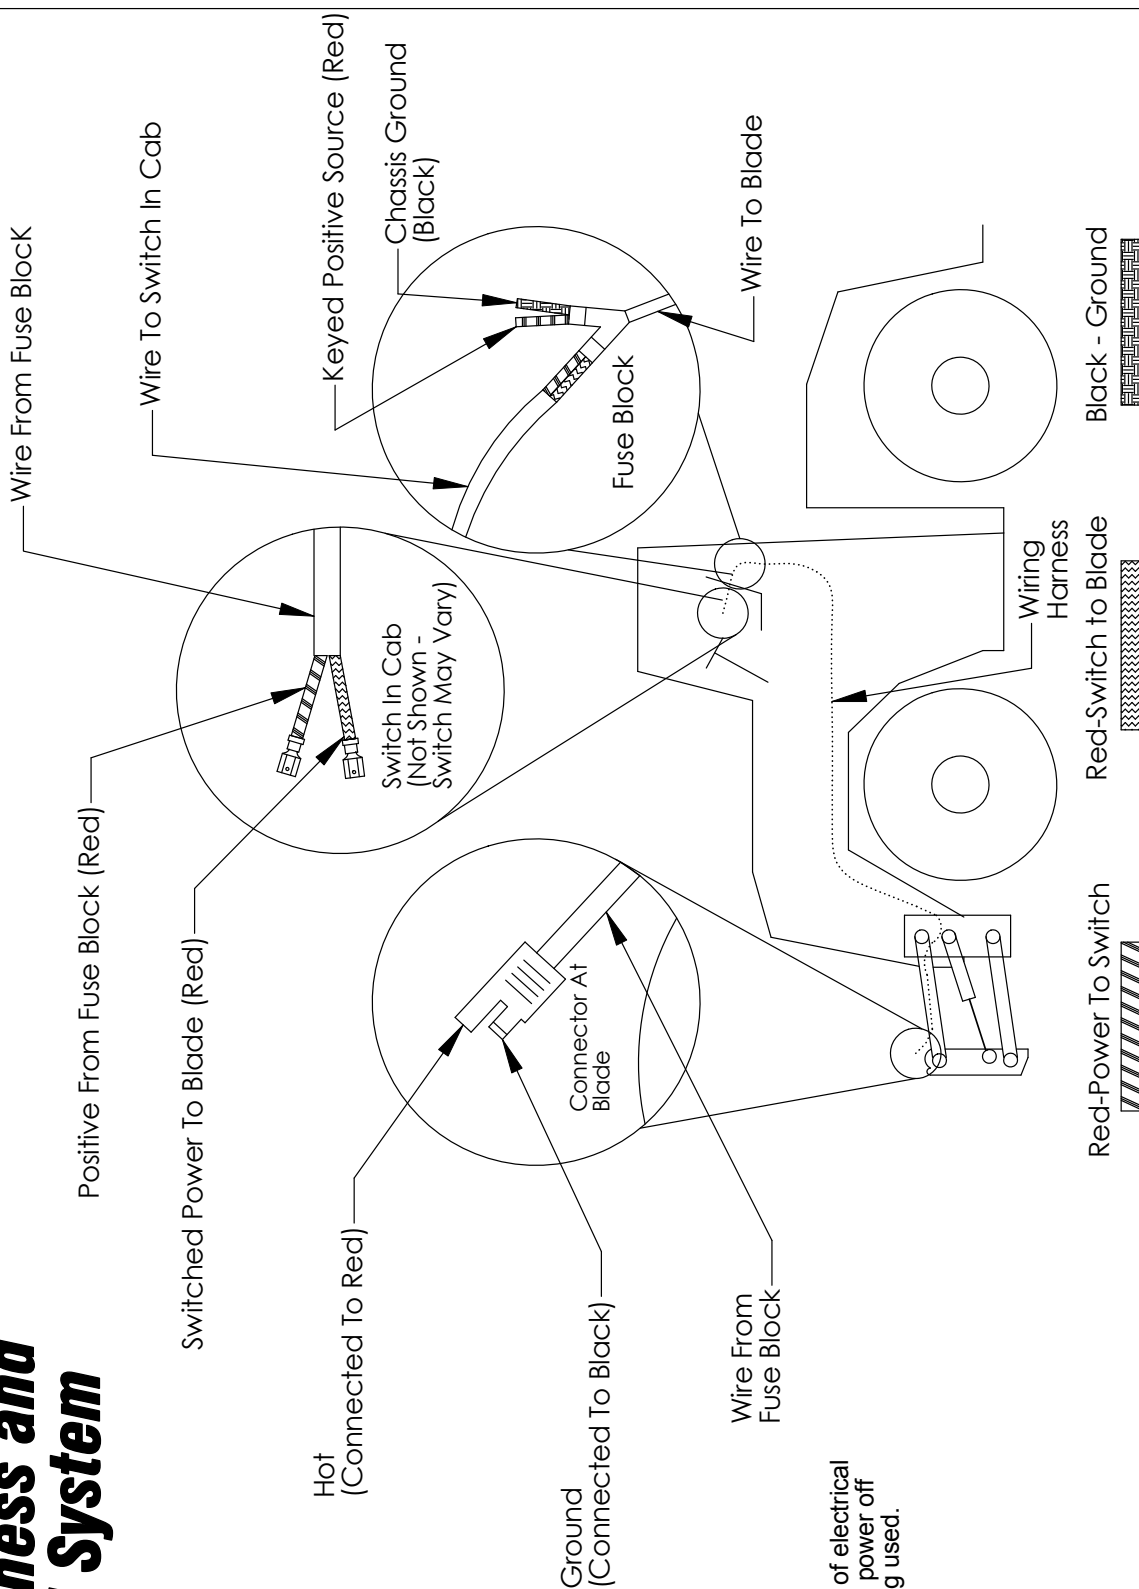 System
Wire From Fuse BlocK
Wire To Switch In Cab
Keyed Positive Source (Red)
Chassis Ground
(Black)
Wire To Blade
Fuse Block
Positive From Fuse Block (Red)
Switched Power To Blade (Red)
Switch In Cab
(Not Shown -
Switch May Vary)
Hot
(Connected To Red)
Ground
(Connected To Black)
Connector At
Blade
Wire From
Fuse Block
Wiring
Harness
of electrical
power off
used.
Red-Power To Switch
Red-Switch to Blade
Black - Ground